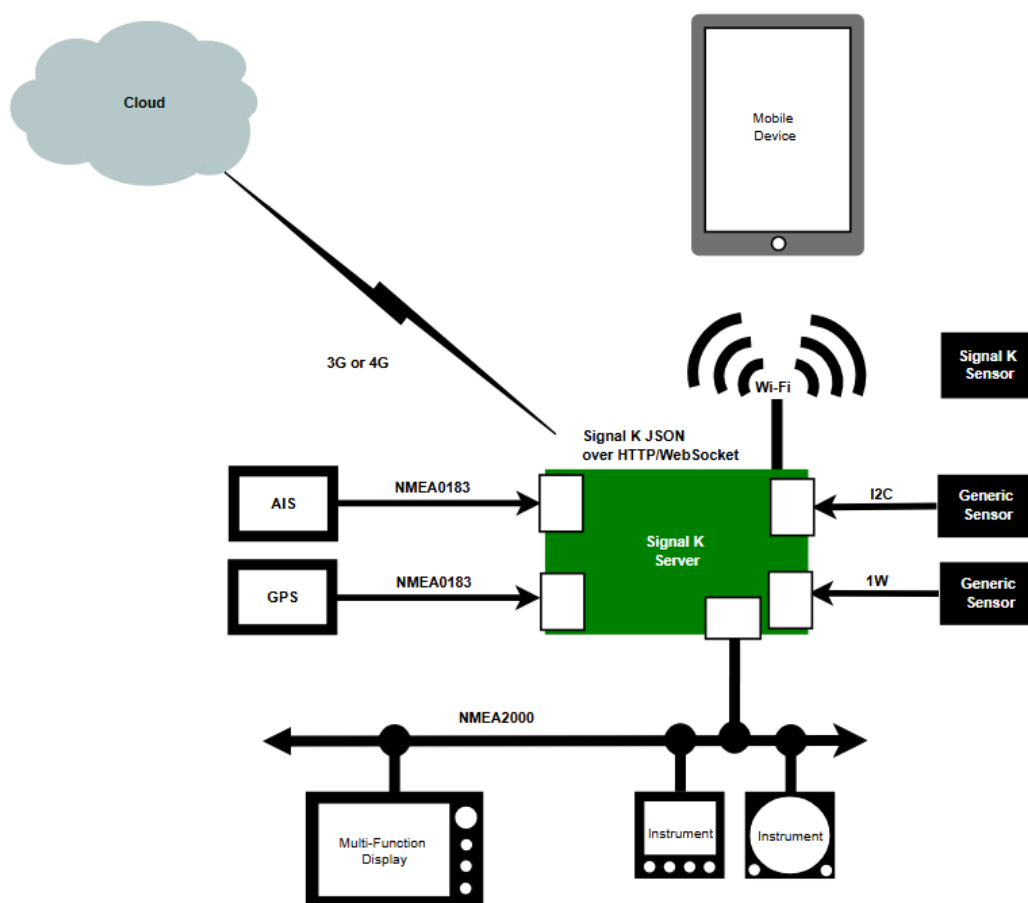 Cloud
Mobile
Device
3G or 4G
Wi-Fi
Signal K
Sensor
Signal K JSON
over HTTP/WebSocket
AIS
NMEA0183
I2C
Generic
Sensor
Signal K
Server
GPS
NMEA0183
1W
Generic
Sensor
NMEA2000
Multi-Function
Display
Instrument
Instrument